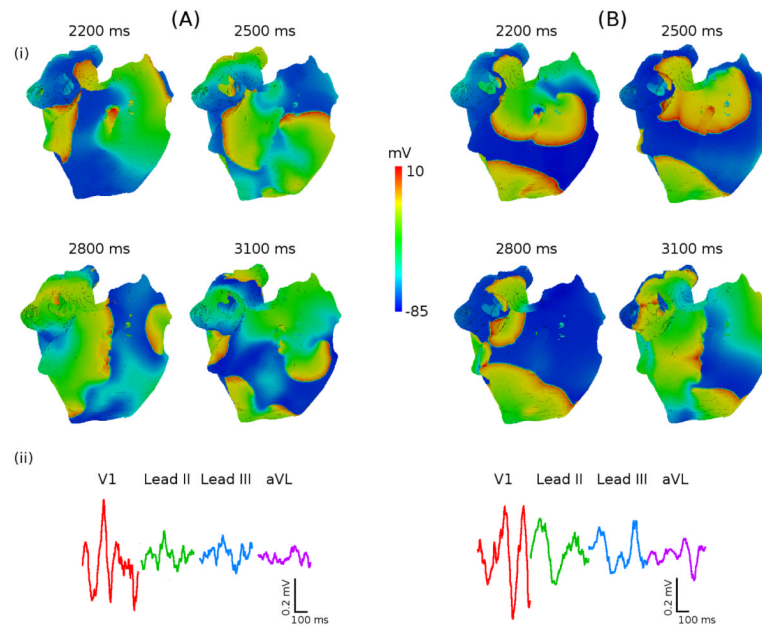 (A) (B)
(i)
2200 ms 2500 ms 2200 ms 2500 ms
mV
10
-85
2800 ms 3100 ms 2800 ms 3100 ms
(ii)
V1 Lead II Lead III aVL V1 Lead II Lead III aVL
0.2 mV 0.2 mV
100 ms 100 ms